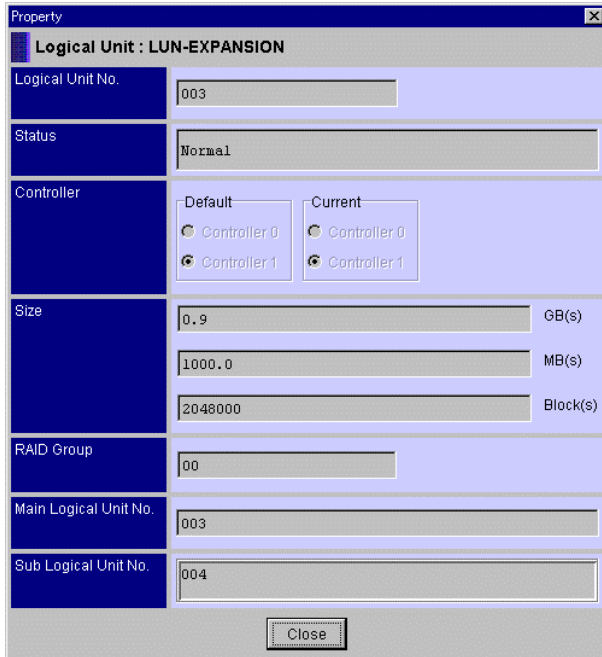 Property
Logical Unit : LUN-EXPANSION
Logical Unit No.
003
Status
Normal
Controller
Default
Current
Controller 0
Controller 0
Controller 1
Controller 1
Size
0.9 GB(s)
1000.0 MB(s)
2048000 Block(s)
RAID Group
00
Main Logical Unit No.
003
Sub Logical Unit No.
004
Close